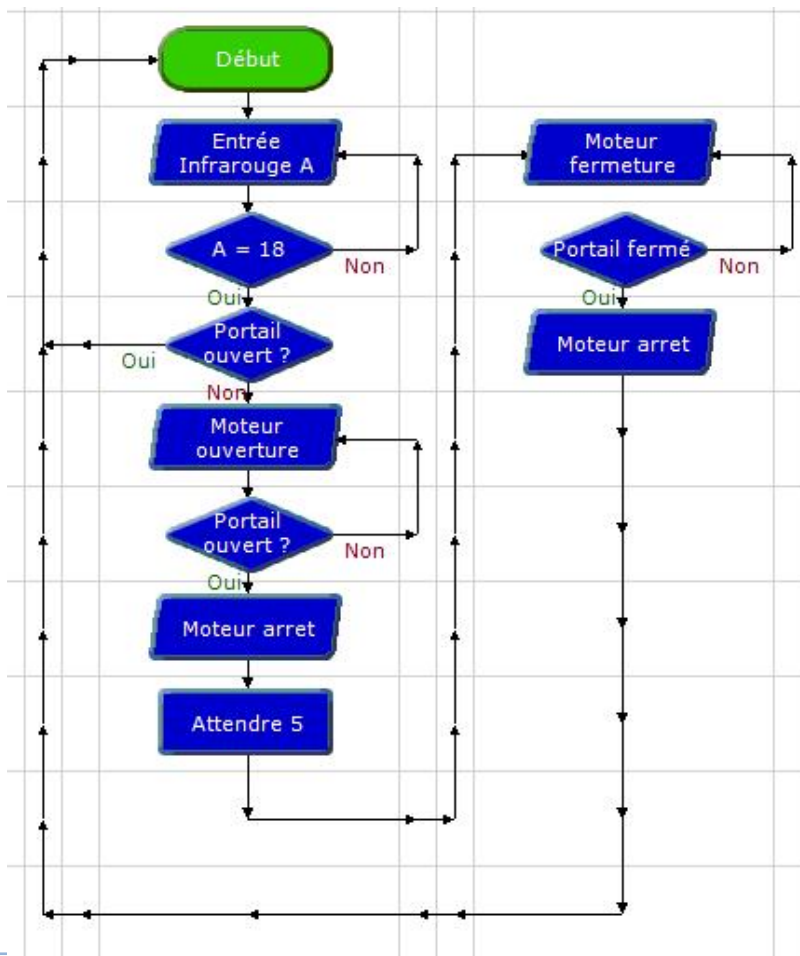 Début
Entrée
Infrarouge A
A = 18
Non
Oui
Portail
ouvert ?
Oui
Non
Moteur
ouverture
Portail
ouvert ?
Non
Oui
Moteur arret
Attendre 5
Moteur
fermeture
Portail fermé
Non
Oui
Moteur arret